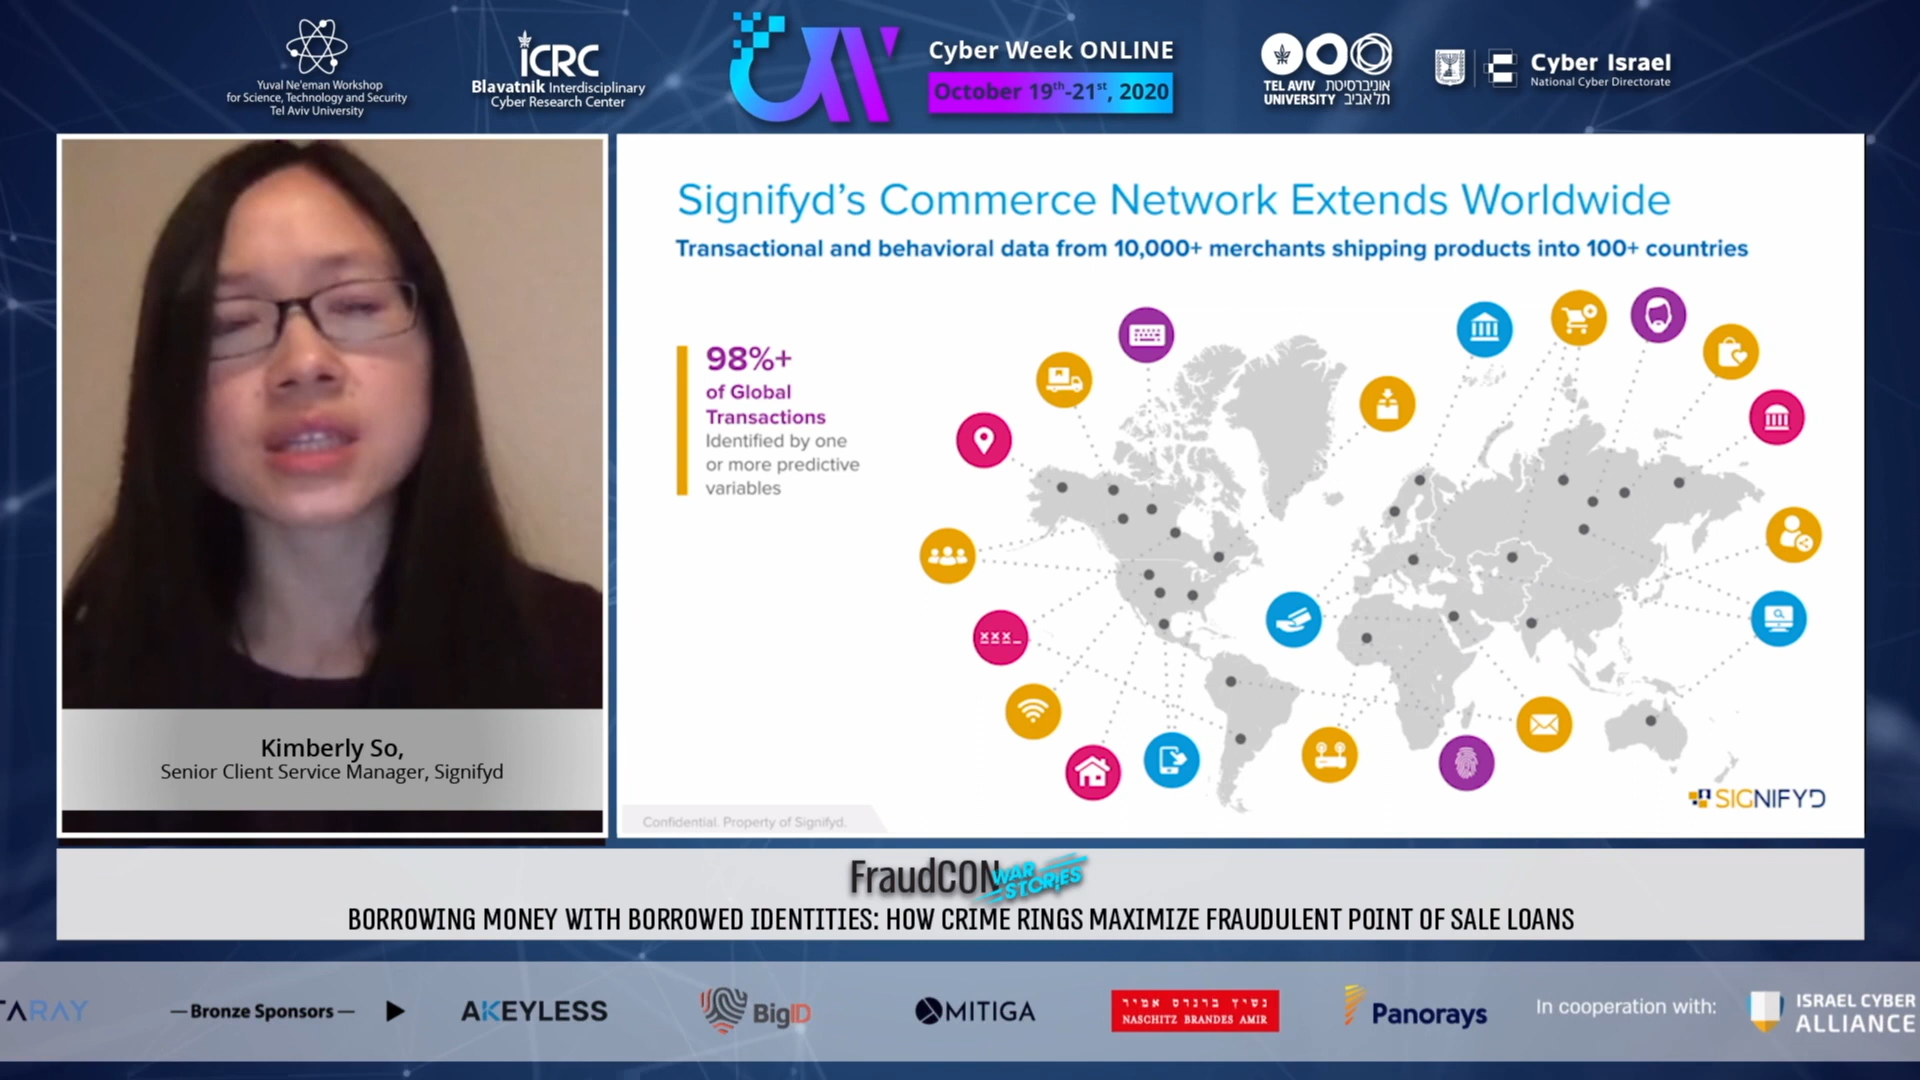 Yuval Ne'eman Workshop
for Science, Technology and Security
Tel Aviv University
ICRC
Blavatnik Interdisciplinary
Cyber Research Center
Cyber Week ONLINE
October 19th-21st, 2020
TEL AVIV אוניברסיטת
UNIVERSITY תל אביב
Cyber Israel
National Cyber Directorate
Signifyd's Commerce Network Extends Worldwide
Transactional and behavioral data from 10,000+ merchants shipping products into 100+ countries
98%+
of Global
Transactions
Identified by one
or more predictive
variables
xxx_
SIGNIFYD
Confidential. Property of Signifyd.
Kimberly So,
Senior Client Service Manager, Signifyd
FraudCON WAR STORIES
BORROWING MONEY WITH BORROWED IDENTITIES: HOW CRIME RINGS MAXIMIZE FRAUDULENT POINT OF SALE LOANS
TARAY
Bronze Sponsors
AKEYLESS
BigID
MITIGA
נשיץ ברנדס אמיר
NASCHITZ BRANDES AMIR
Panorays
In cooperation with:
ISRAEL CYBER
ALLIANCE